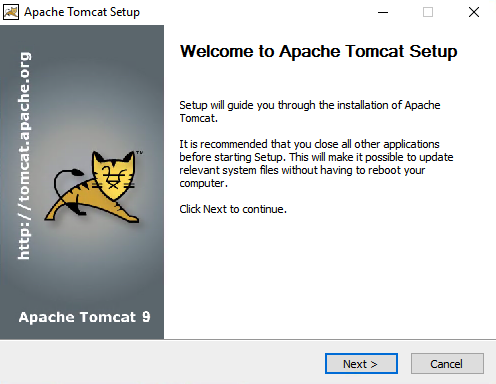 Apache Tomcat Setup
http://tomcat.apache.org
Welcome to Apache Tomcat Setup
Setup will guide you through the installation of Apache
Tomcat.
It is recommended that you close all other applications
before starting Setup. This will make it possible to update
relevant system files without having to reboot your
computer.
Click Next to continue.
TM
Apache Tomcat 9
Next >
Cancel